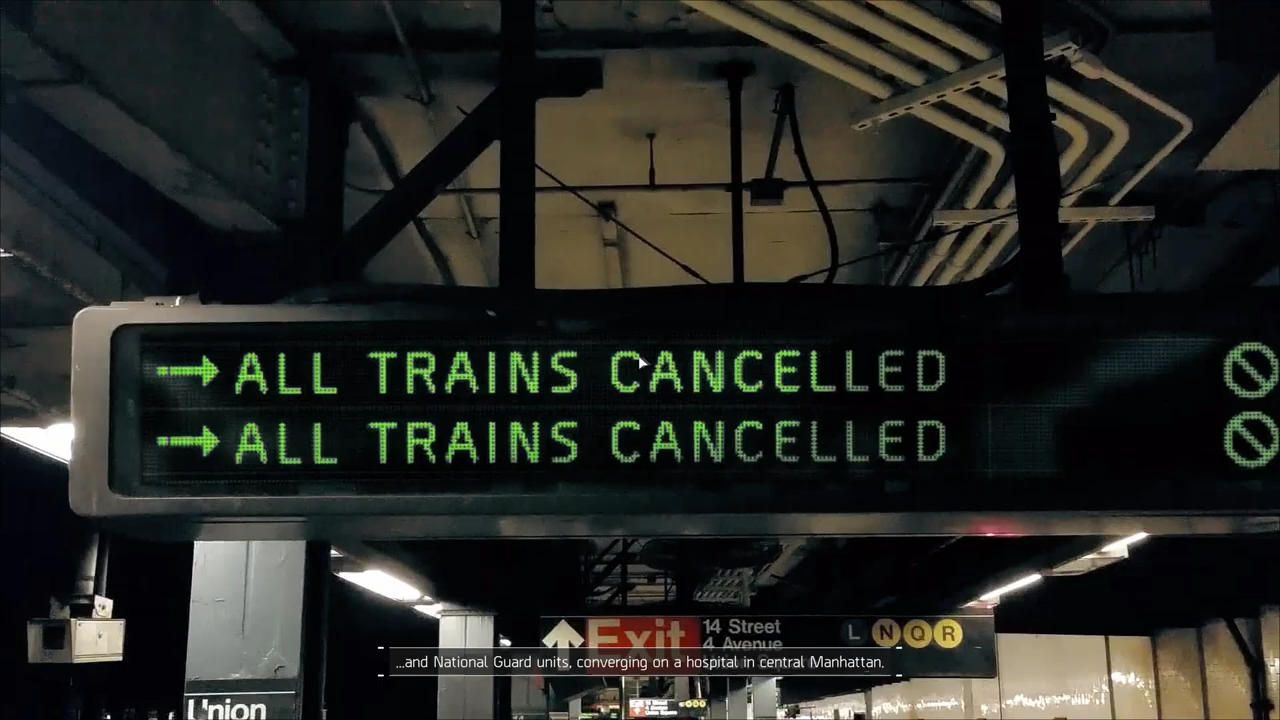 →ALL TRAINS CANCELLED
→ALL TRAINS CANCELLED
Exit
14 Street
4 Avenue
L N Q R
...and National Guard units, converging on a hospital in central Manhattan.
Union